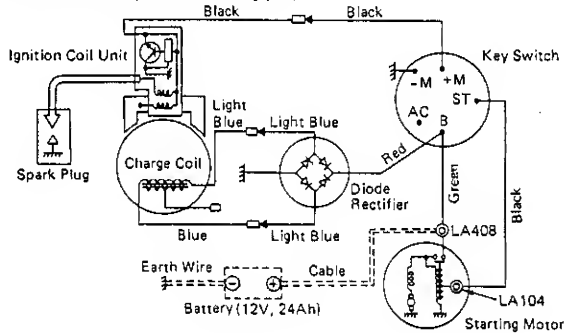 Black
Black
Ignition Coil Unit
Key Switch
-M
+M
ST
AC
B
Light Blue
Light Blue
Spark Plug
Charge Coil
Red
Diode Rectifier
Green
Black
Blue
Light Blue
LA408
Earth Wire
Cable
Battery (12V, 24Ah)
LA104
Starting Motor